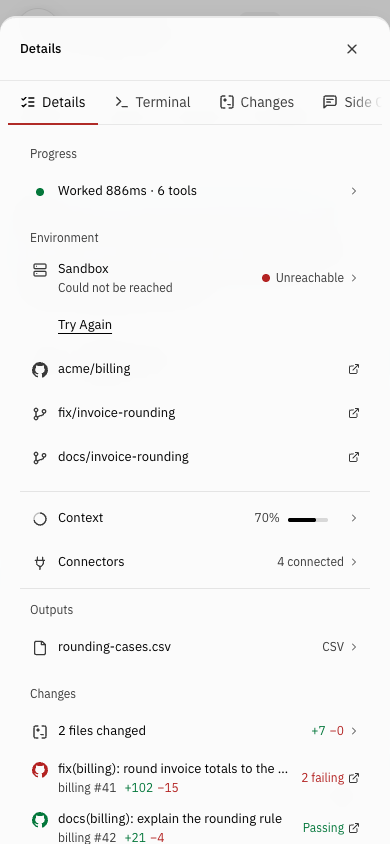 Details
Details
Terminal
Changes
Side
Progress
Worked 886ms · 6 tools
Environment
Sandbox
Could not be reached
Unreachable
Try Again
acme/billing
fix/invoice-rounding
docs/invoice-rounding
Context
70%
Connectors
4 connected
Outputs
rounding-cases.csv
CSV
Changes
2 files changed
+7 −0
fix(billing): round invoice totals to the ...
billing #41 +102 −15
2 failing
docs(billing): explain the rounding rule
billing #42 +21 −4
Passing